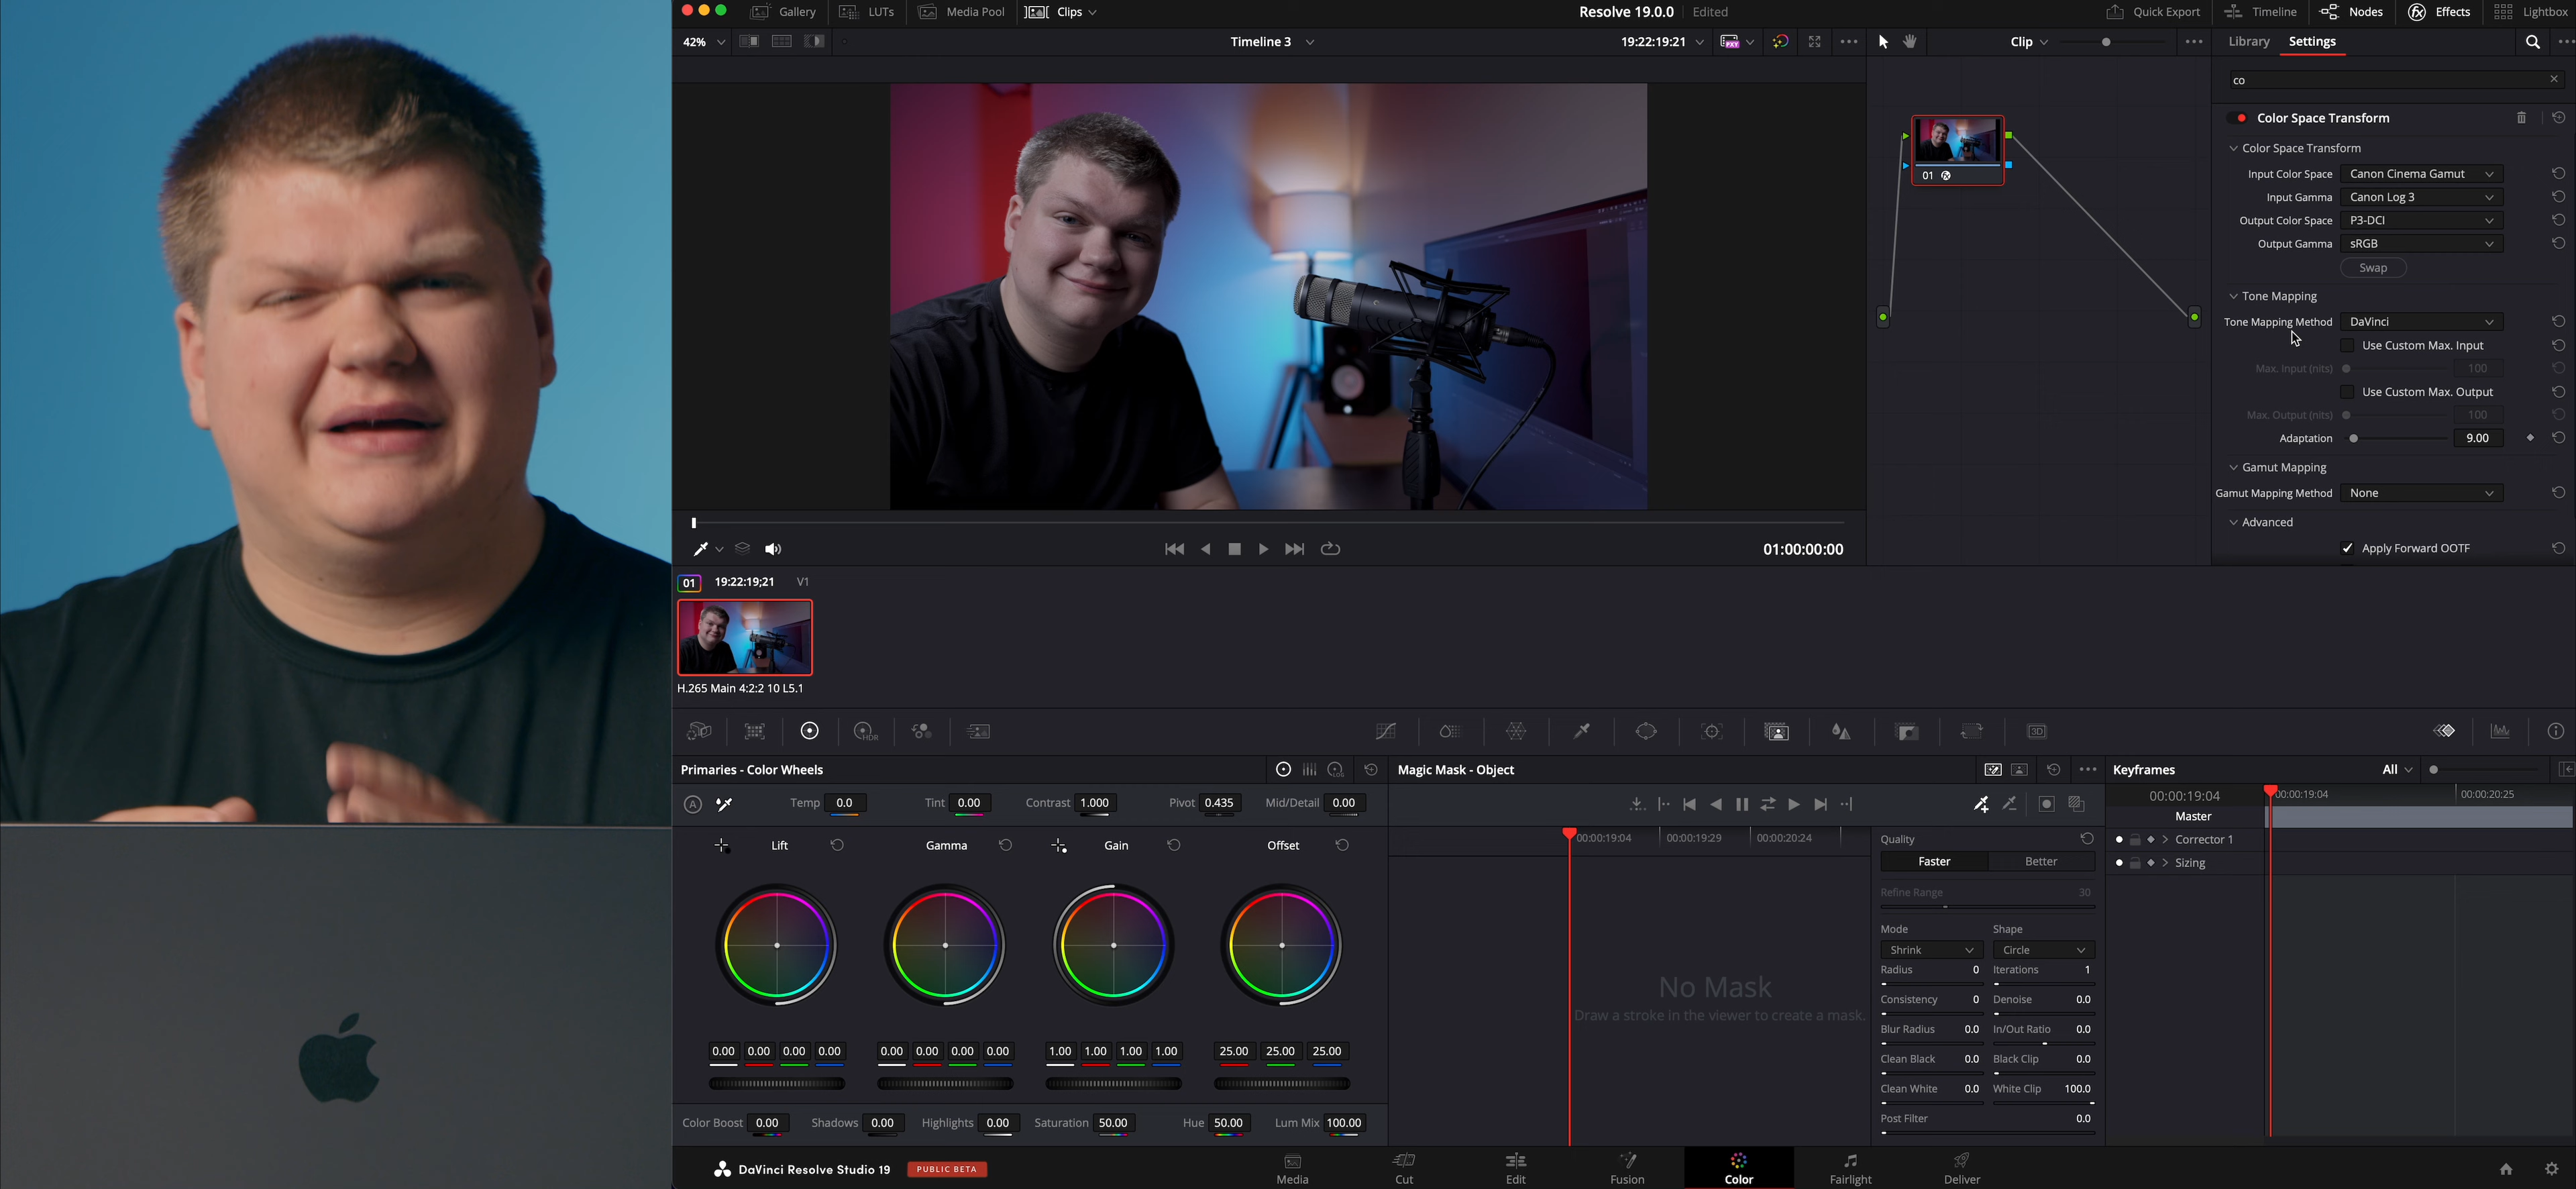 Gallery LUTs Media Pool Clips Resolve 19.0.0 Edited Quick Export Timeline Nodes Effects Lightbox
42% Timeline 3 19:22:19:21 PXY Clip Library Settings
co
Color Space Transform
Color Space Transform
Input Color Space Canon Cinema Gamut
Input Gamma Canon Log 3
Output Color Space P3-DCI
Output Gamma sRGB
Swap
01
Tone Mapping
Tone Mapping Method DaVinci
Use Custom Max. Input
Max. Input (nits) 100
Use Custom Max. Output
Max. Output (nits) 100
Adaptation 9.00
Gamut Mapping
Gamut Mapping Method None
Advanced
Apply Forward OOTF
01:00:00:00
01 19:22:19;21 V1
H.265 Main 4:2:2 10 L5.1
HDR 3D
Primaries - Color Wheels LOG
Temp 0.0 Tint 0.00 Contrast 1.000 Pivot 0.435 Mid/Detail 0.00
A
Lift Gamma Gain Offset
0.00 0.00 0.00 0.00 0.00 0.00 0.00 0.00 1.00 1.00 1.00 1.00 25.00 25.00 25.00
Color Boost 0.00 Shadows 0.00 Highlights 0.00 Saturation 50.00 Hue 50.00 Lum Mix 100.00
Magic Mask - Object
00:00:19:04 00:00:19:29 00:00:20:24
No Mask
Draw a stroke in the viewer to create a mask.
Quality
Faster Better
Refine Range 30
Mode Shape
Shrink Circle
Radius 0 Iterations 1
Consistency 0 Denoise 0.0
Blur Radius 0.0 In/Out Ratio 0.0
Clean Black 0.0 Black Clip 0.0
Clean White 0.0 White Clip 100.0
Post Filter 0.0
Keyframes All
00:00:19:04 00:00:19:04 00:00:20:25
Master
Corrector 1
Sizing
DaVinci Resolve Studio 19 PUBLIC BETA
Media Cut Edit Fusion Color Fairlight Deliver